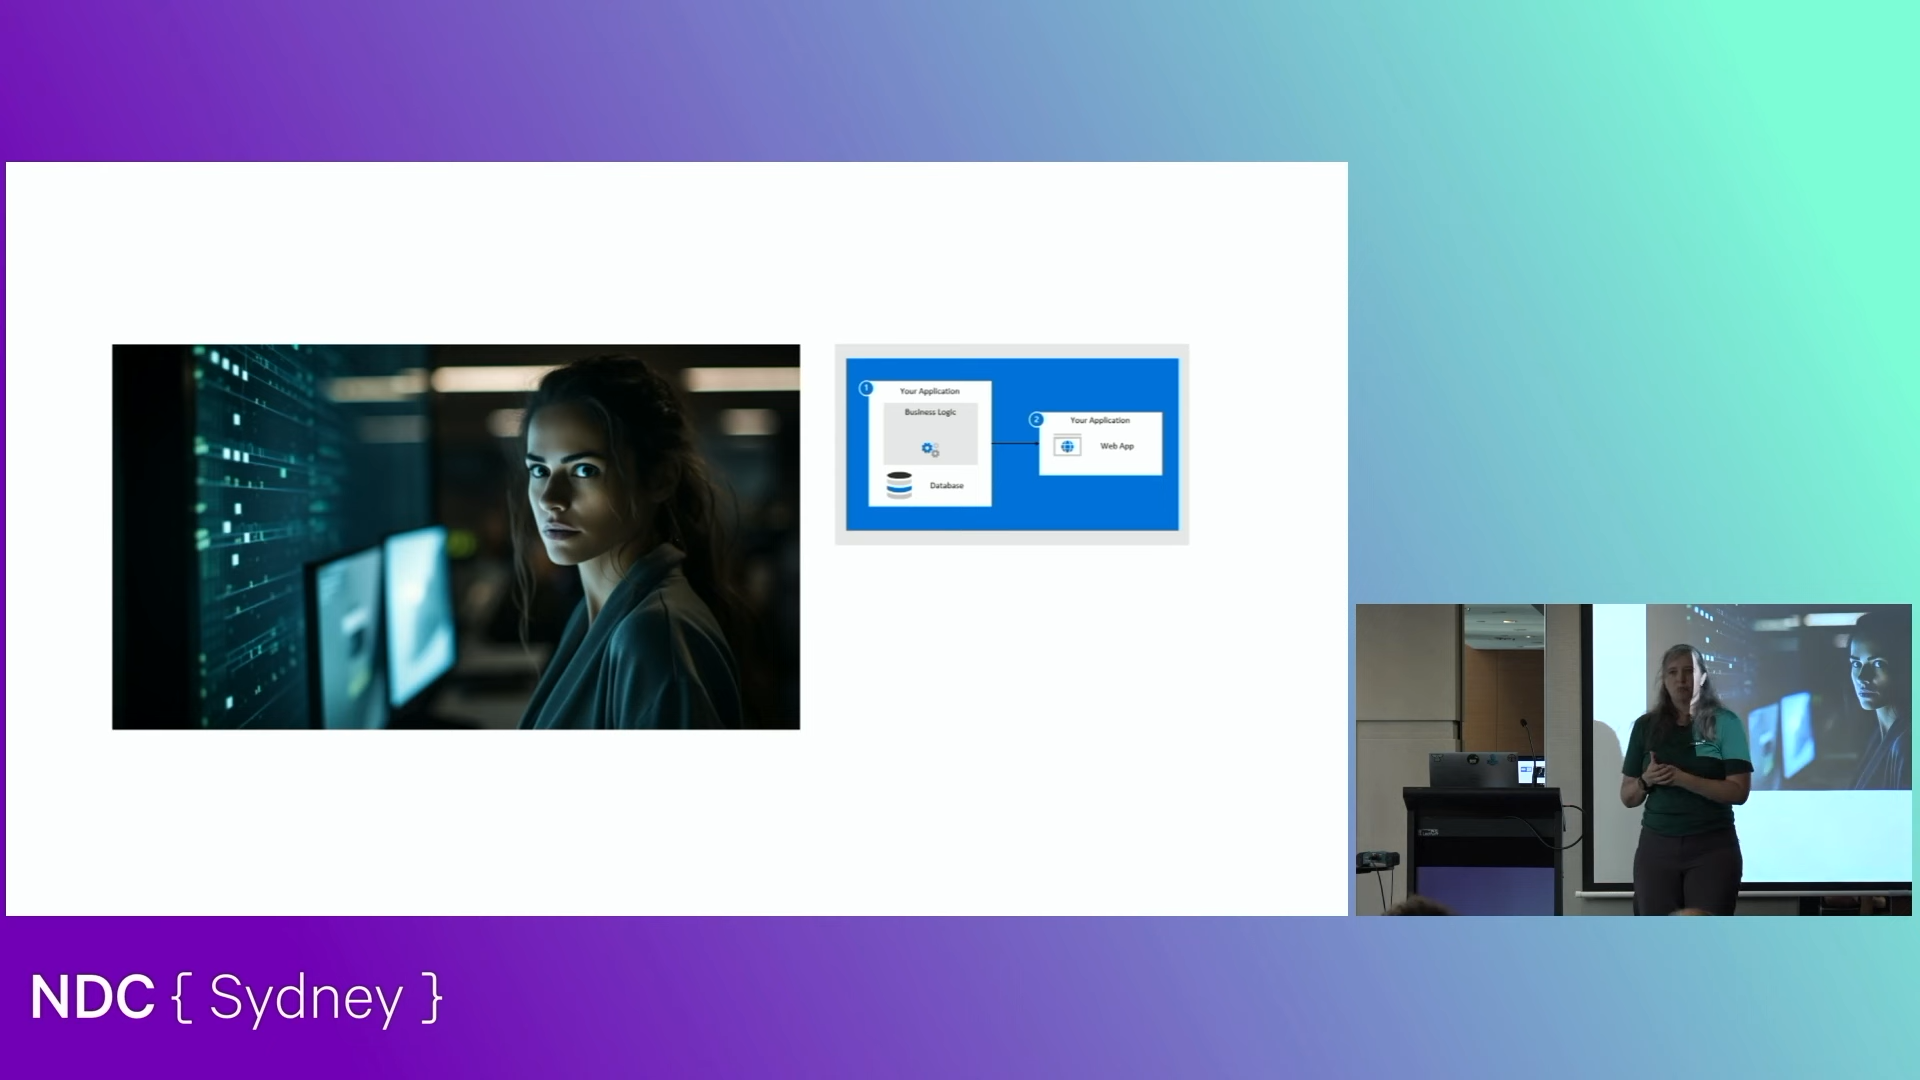 1
Your Application
Business Logic
Database
2
Your Application
Web App
NDC { Sydney }